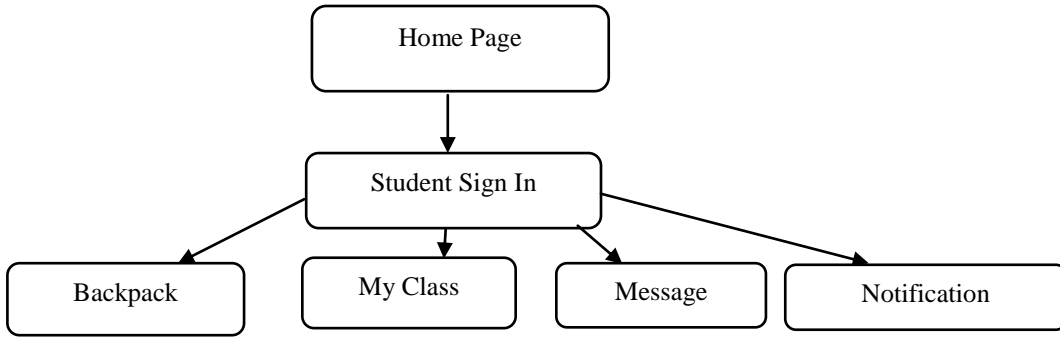 Home Page
Student Sign In
Backpack
My Class
Message
Notification